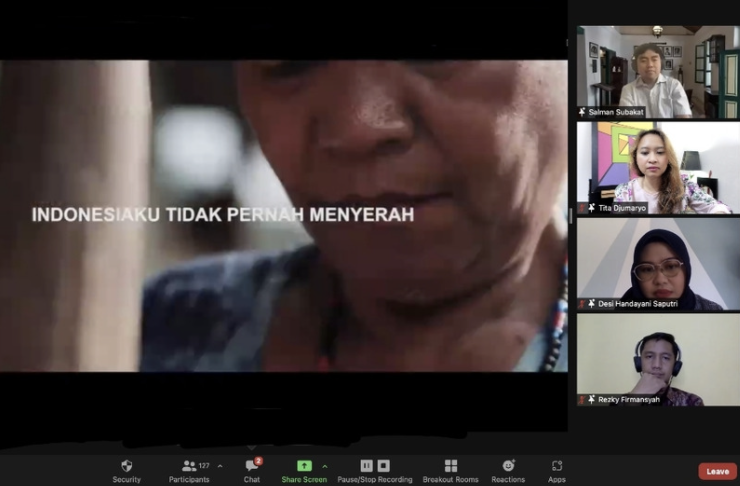 INDONESIAKU TIDAK PERNAH MENYERAH
Salman Subakat
Tita Djumaryo
Desi Handayani Saputri
Rezky Firmansyah
Security
Participants
127
Chat
2
Share Screen
Pause/Stop Recording
Breakout Rooms
Reactions
Apps
Leave